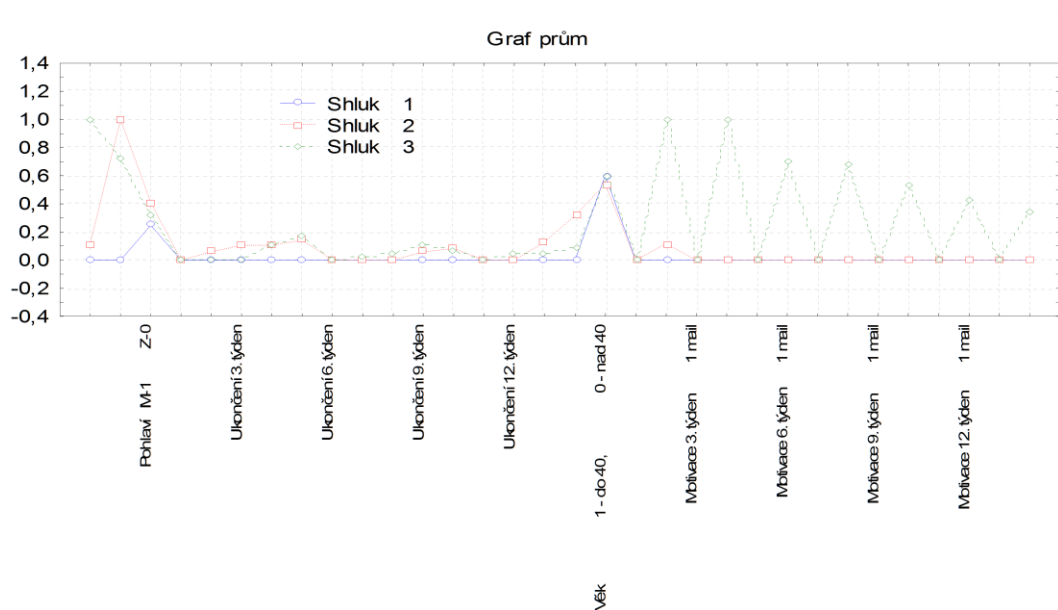 Graf prům
1,4
1,2
1,0
0,8
0,6
0,4
0,2
0,0
-0,2
-0,4
Shluk 1
Shluk 2
Shluk 3
Pohlaví M-1 Z-0
Ukončení 3. týden
Ukončení 6. týden
Ukončení 9. týden
Ukončení 12. týden
Věk 1 - do 40, 0 - nad 40
Motivace 3. týden 1 mail
Motivace 6. týden 1 mail
Motivace 9. týden 1 mail
Motivace 12. týden 1 mail